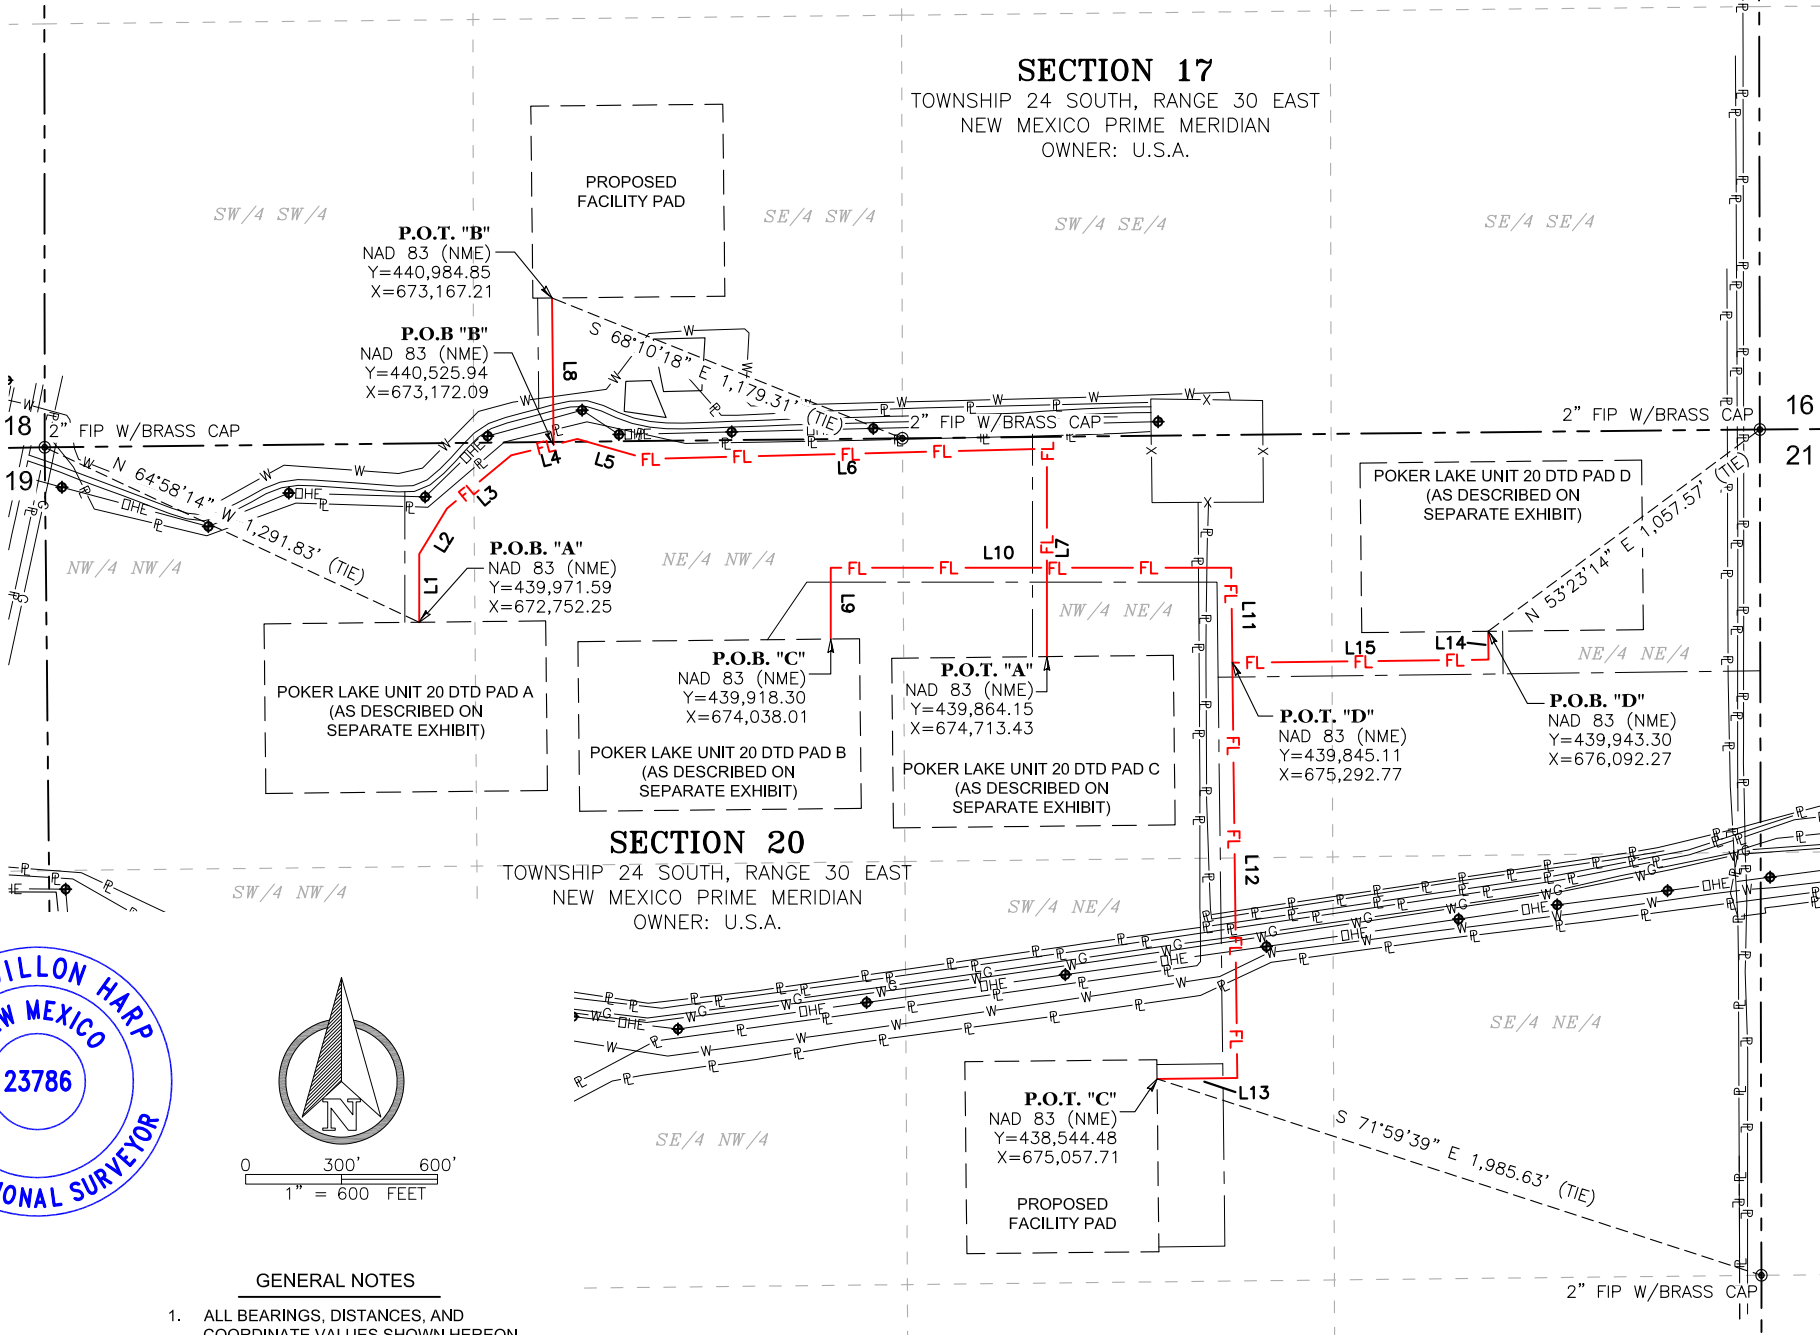 SECTION 17
TOWNSHIP 24 SOUTH, RANGE 30 EAST
NEW MEXICO PRIME MERIDIAN
OWNER: U.S.A.
PROPOSED
FACILITY PAD
SW/4 SW/4
SE/4 SW/4
SW/4 SE/4
SE/4 SE/4
P.O.T. "B"
NAD 83 (NME)
Y=440,984.85
X=673,167.21
P.O.B "B"
NAD 83 (NME)
Y=440,525.94
X=673,172.09
S 68°10'18" E 1,179.31' (TIE)
L8
18
19
16
21
2" FIP W/BRASS CAP
2" FIP W/BRASS CAP
2" FIP W/BRASS CAP
N 64°58'14" W 1,291.83' (TIE)
L4
L5
L6
L3
L2
L1
L7
L10
L9
L11
N 53°23'14" E 1,057.57' (TIE)
POKER LAKE UNIT 20 DTD PAD D
(AS DESCRIBED ON
SEPARATE EXHIBIT)
P.O.B. "A"
NAD 83 (NME)
Y=439,971.59
X=672,752.25
NW/4 NW/4
NE/4 NW/4
NW/4 NE/4
NE/4 NE/4
L15
L14
POKER LAKE UNIT 20 DTD PAD A
(AS DESCRIBED ON
SEPARATE EXHIBIT)
P.O.B. "C"
NAD 83 (NME)
Y=439,918.30
X=674,038.01
POKER LAKE UNIT 20 DTD PAD B
(AS DESCRIBED ON
SEPARATE EXHIBIT)
P.O.T. "A"
NAD 83 (NME)
Y=439,864.15
X=674,713.43
POKER LAKE UNIT 20 DTD PAD C
(AS DESCRIBED ON
SEPARATE EXHIBIT)
P.O.T. "D"
NAD 83 (NME)
Y=439,845.11
X=675,292.77
P.O.B. "D"
NAD 83 (NME)
Y=439,943.30
X=676,092.27
SECTION 20
TOWNSHIP 24 SOUTH, RANGE 30 EAST
NEW MEXICO PRIME MERIDIAN
OWNER: U.S.A.
L12
SW/4 NW/4
SW/4 NE/4
SE/4 NW/4
SE/4 NE/4
P.O.T. "C"
NAD 83 (NME)
Y=438,544.48
X=675,057.71
L13
PROPOSED
FACILITY PAD
S 71°59'39" E 1,985.63' (TIE)
2" FIP W/BRASS CAP
ILLON HARP
W MEXICO
23786
IONAL SURVEYOR
N
0 300' 600'
1" = 600 FEET
GENERAL NOTES
1. ALL BEARINGS, DISTANCES, AND
COORDINATE VALUES SHOWN HEREON